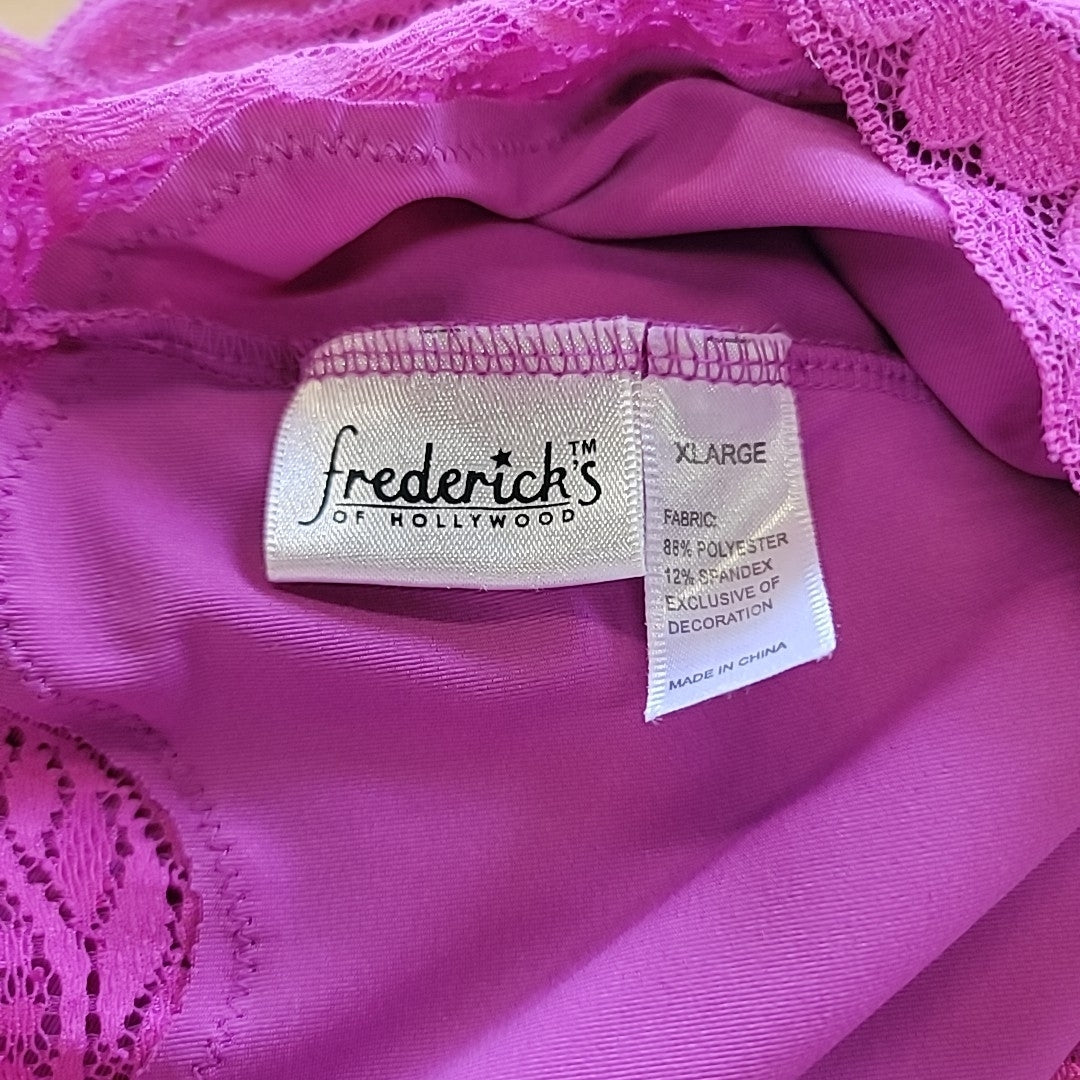 frederick's™
OF HOLLYWOOD
XLARGE
FABRIC:
88% POLYESTER
12% SPANDEX
EXCLUSIVE OF
DECORATION
MADE IN CHINA